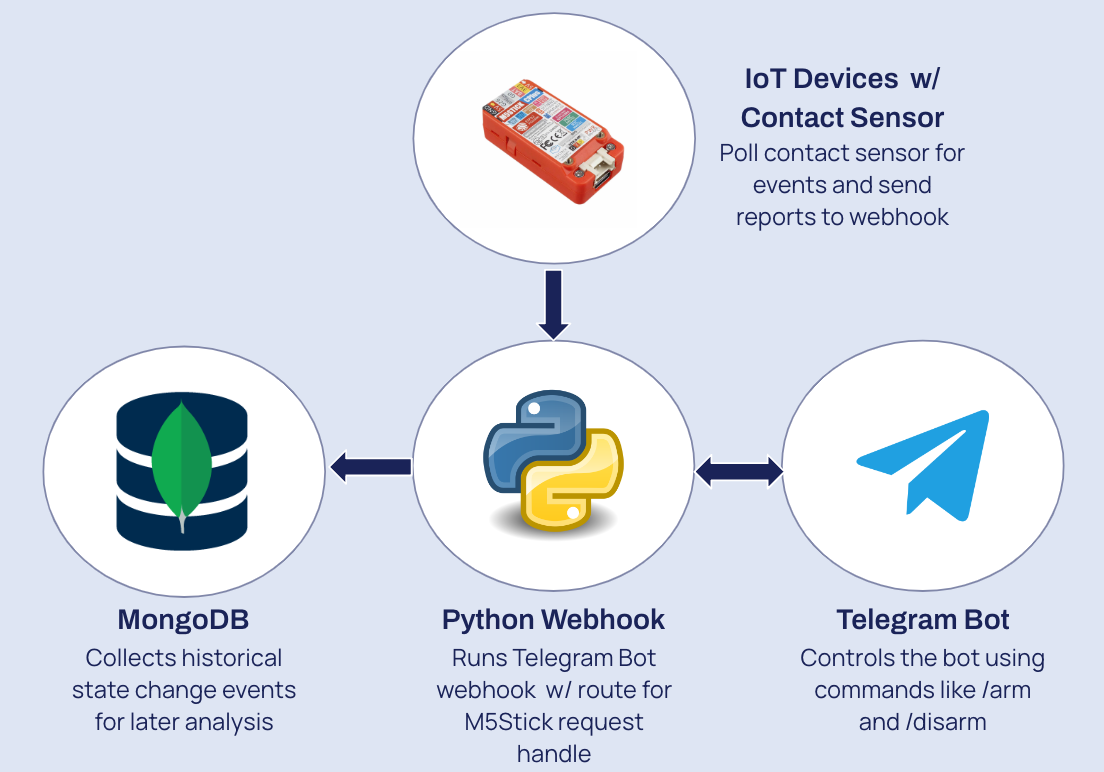 IoT Devices  w/
Contact Sensor
Poll contact sensor for
events and send
reports to webhook
MongoDB
Collects historical
state change events
for later analysis
Python Webhook
Runs Telegram Bot
webhook  w/ route for
M5Stick request
handle
Telegram Bot
Controls the bot using
commands like /arm
and /disarm